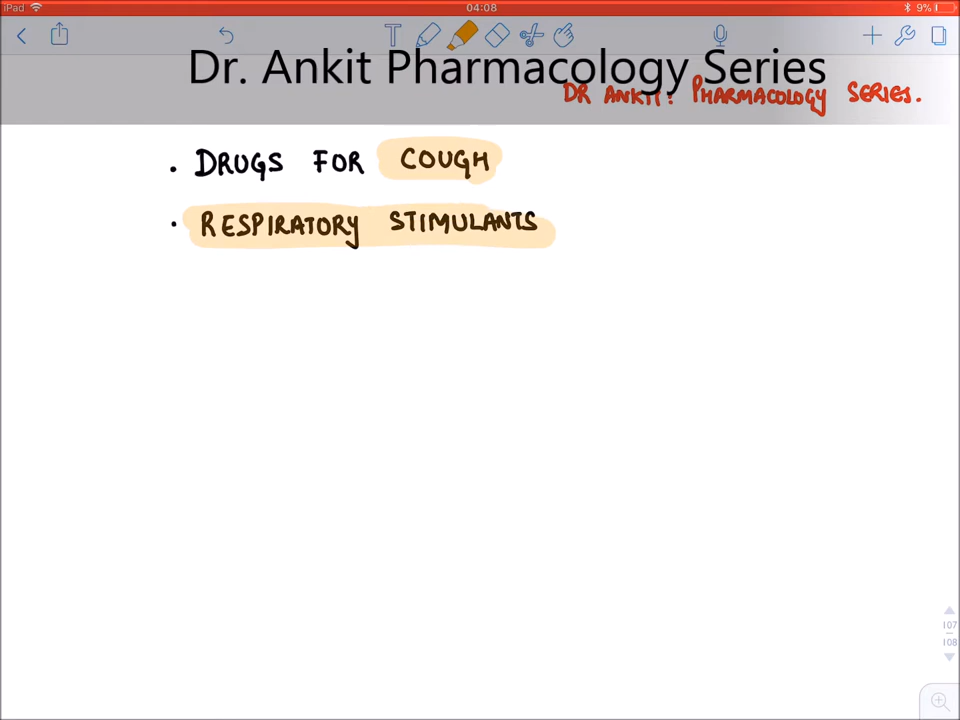 iPad 04:08 9%
Dr. Ankit Pharmacology Series
DR ANKIT: PHARMACOLOGY SERIES.
• DRUGS FOR COUGH
• RESPIRATORY STIMULANTS
107
108